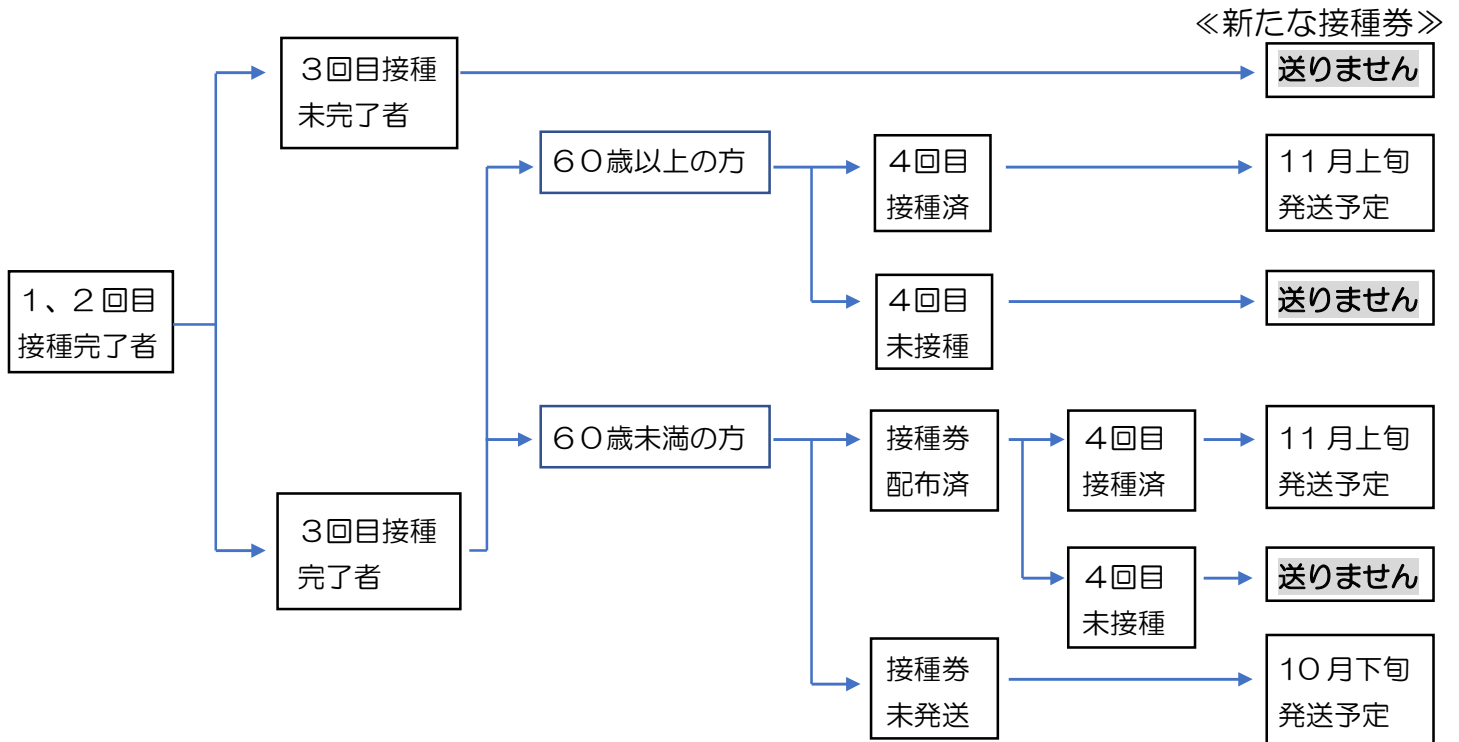 ≪新たな接種券≫
３回目接種
未完了者
送りません
６０歳以上の方
４回目
接種済
11月上旬
発送予定
１、２回目
接種完了者
４回目
未接種
送りません
６０歳未満の方
接種券
配布済
４回目
接種済
11月上旬
発送予定
３回目接種
完了者
４回目
未接種
送りません
接種券
未発送
10月下旬
発送予定